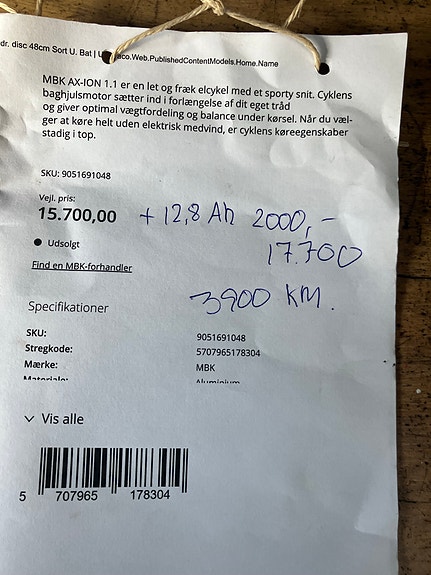 dr. disc 48cm Sort U. Bat | U aco.Web.PublishedContentModels.Home.Name
MBK AX-ION 1.1 er en let og fræk elcykel med et sporty snit. Cyklens
baghjulsmotor sætter ind i forlængelse af dit eget tråd
og giver optimal vægtfordeling og balance under kørsel. Når du væl-
ger at køre helt uden elektrisk medvind, er cyklens køreegenskaber
stadig i top.
SKU: 9051691048
Vejl. pris:
15.700,00 + 12,8 Ah 2000,-
17.700
Udsolgt
Find en MBK-forhandler
3900 KM.
Specifikationer
SKU: 9051691048
Stregkode: 5707965178304
Mærke: MBK
Materiale: Aluminium
Vis alle
5 707965 178304